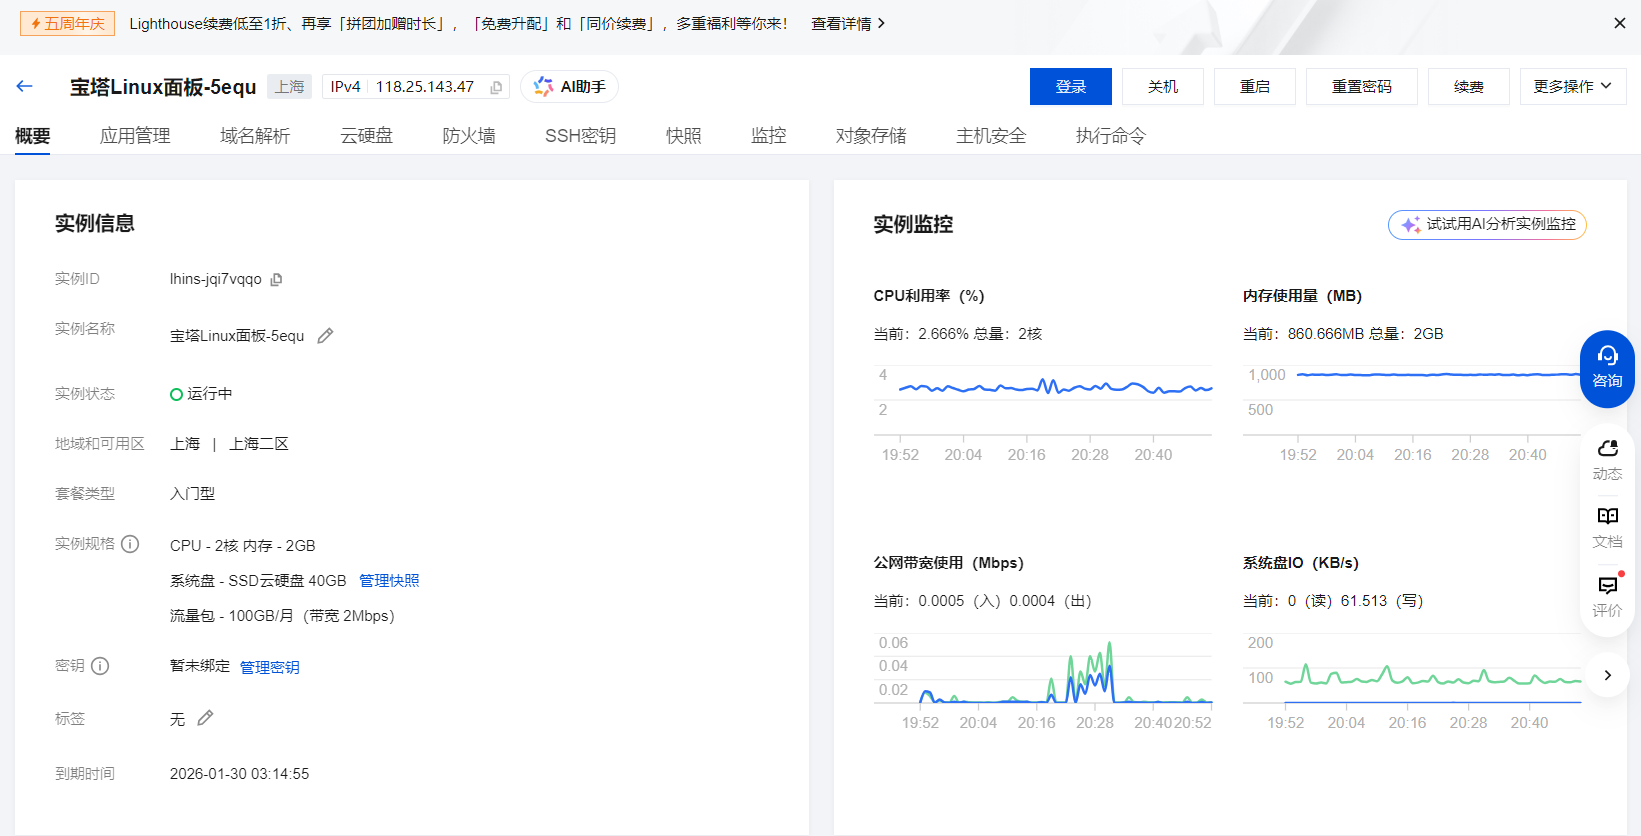 五周年庆 Lighthouse续费低至1折、再享「拼团加赠时长」，「免费升配」和「同价续费」，多重福利等你来！ 查看详情
宝塔Linux面板-5equ 上海 IPv4 118.25.143.47 AI助手 登录 关机 重启 重置密码 续费 更多操作
概要 应用管理 域名解析 云硬盘 防火墙 SSH密钥 快照 监控 对象存储 主机安全 执行命令
实例信息
实例ID lhins-jqi7vqqo
实例名称 宝塔Linux面板-5equ
实例状态 运行中
地域和可用区 上海 | 上海二区
套餐类型 入门型
实例规格 CPU - 2核 内存 - 2GB
系统盘 - SSD云硬盘 40GB 管理快照
流量包 - 100GB/月（带宽 2Mbps）
密钥 暂未绑定 管理密钥
标签 无
到期时间 2026-01-30 03:14:55
实例监控 试试用AI分析实例监控
CPU利用率（%）
当前：2.666% 总量：2核
4
2
19:52 20:04 20:16 20:28 20:40
内存使用量（MB）
当前：860.666MB 总量：2GB
1,000
500
19:52 20:04 20:16 20:28 20:40
公网带宽使用（Mbps）
当前：0.0005（入）0.0004（出）
0.06
0.04
0.02
19:52 20:04 20:16 20:28 20:40 20:52
系统盘IO（KB/s）
当前：0（读）61.513（写）
200
100
19:52 20:04 20:16 20:28 20:40
咨询
动态
文档
评价